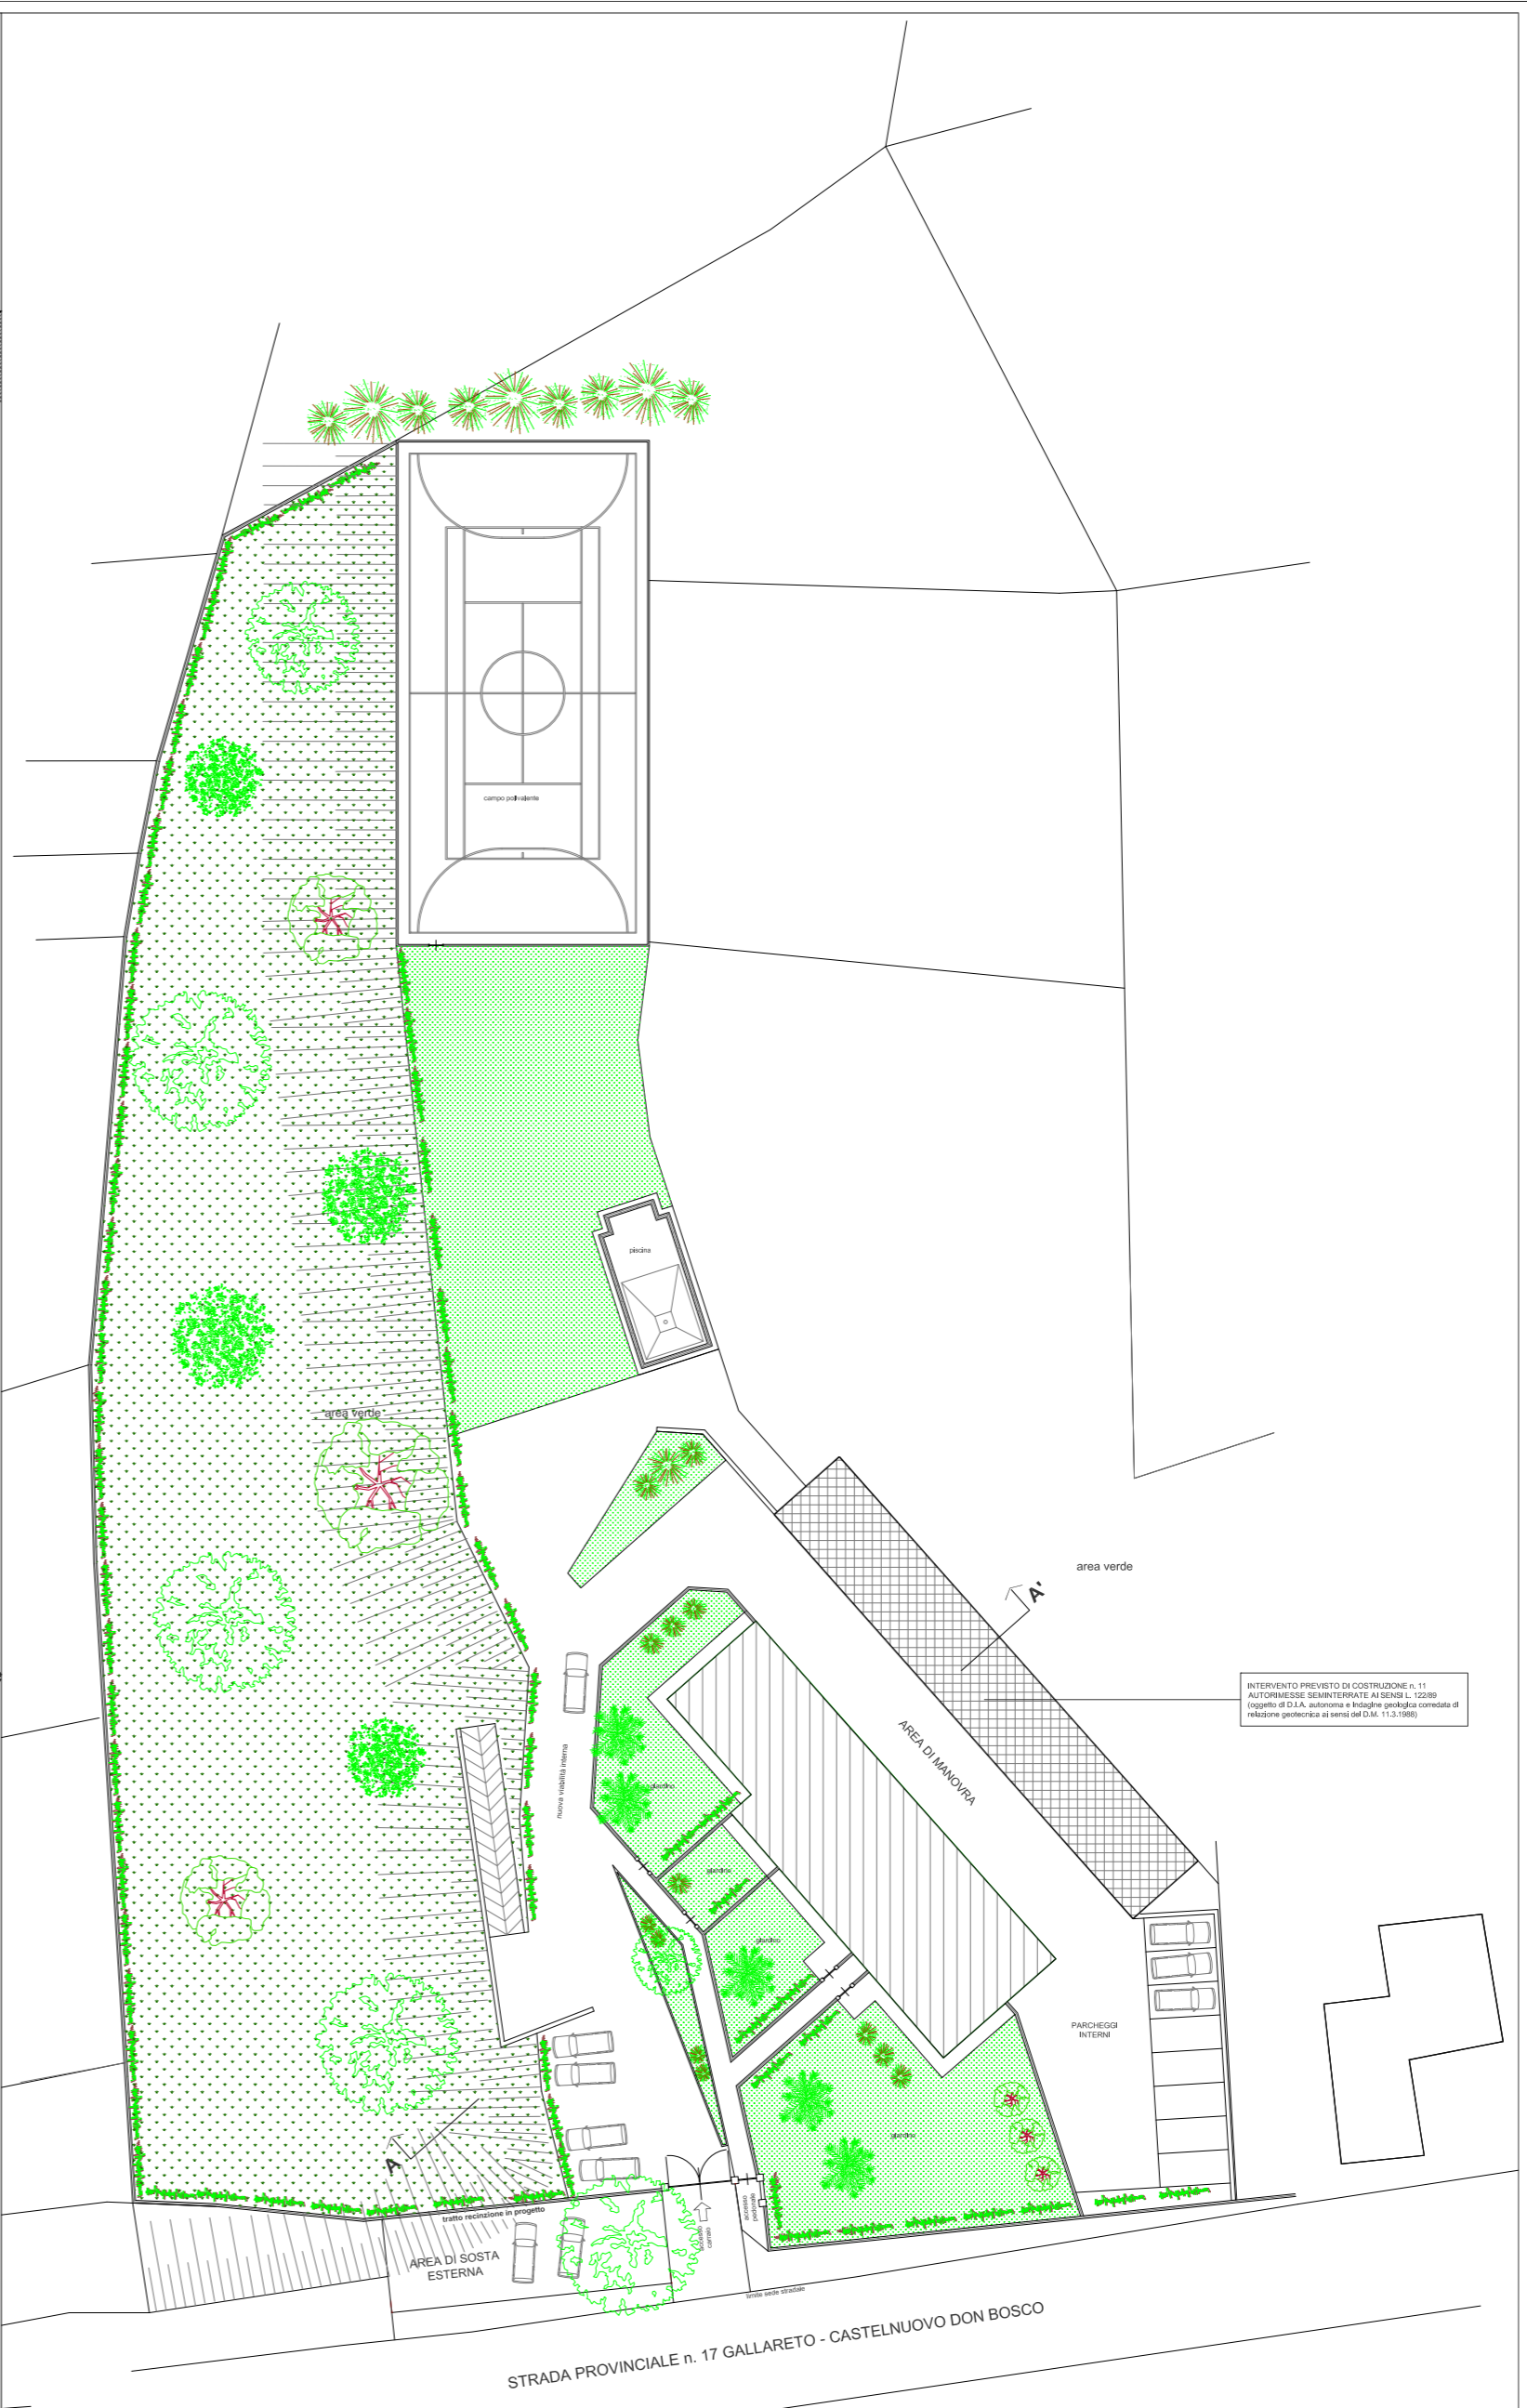 campo polivalente
piscina
area verde
area verde
A'
INTERVENTO PREVISTO DI COSTRUZIONE n. 11
AUTORIMESSE SEMINTERRATE AI SENSI L. 122/89
(oggetto di D.I.A. autonoma e indagine geologica corredata di
relazione geotecnica ai sensi del D.M. 11.3.1988)
AREA DI MANOVRA
nuova viabilità interna
giardino
giardino
giardino
PARCHEGGI
INTERNI
giardino
A
tratto recinzione in progetto
accesso
pedonale
accesso
carraio
AREA DI SOSTA
ESTERNA
limite sede stradale
STRADA PROVINCIALE n. 17 GALLARETO - CASTELNUOVO DON BOSCO